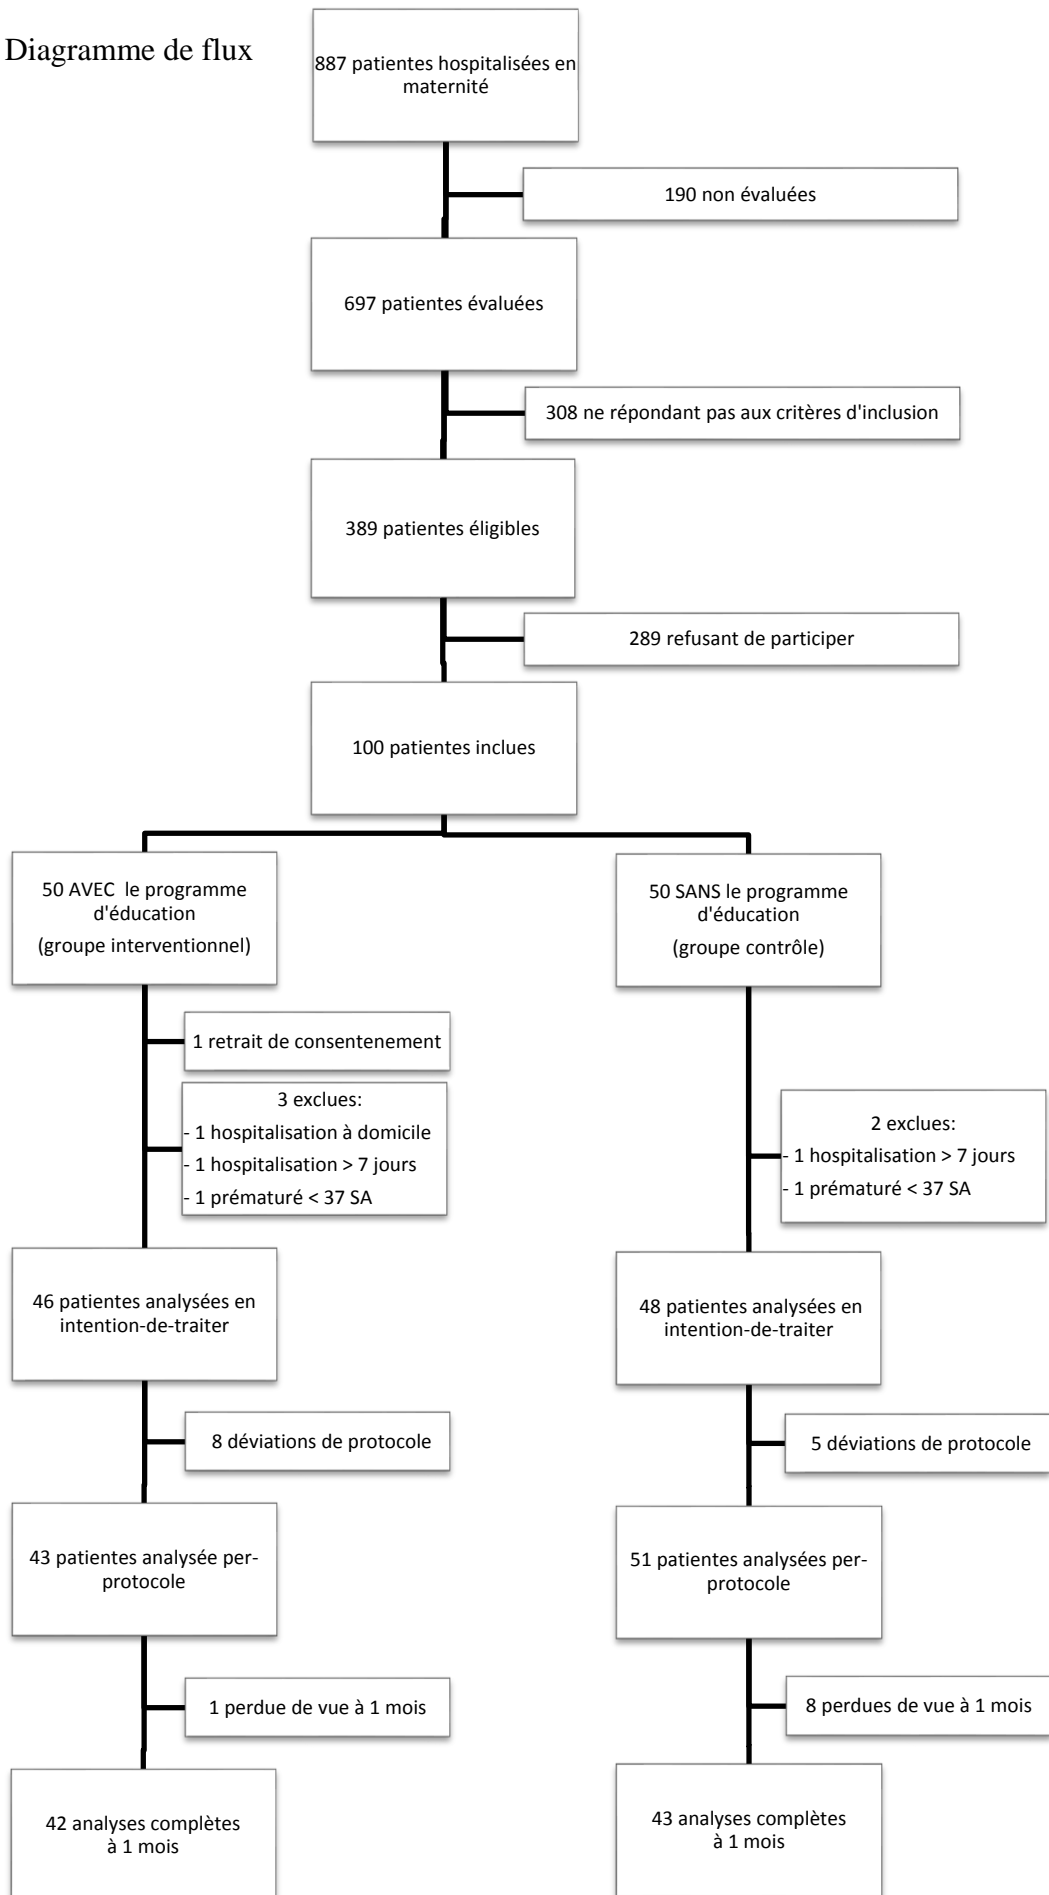 Diagramme de flux
887 patientes hospitalisées en
maternité
190 non évaluées
697 patientes évaluées
308 ne répondant pas aux critères d'inclusion
389 patientes éligibles
289 refusant de participer
100 patientes inclues
50 AVEC le programme
d'éducation
(groupe interventionnel)
50 SANS le programme
d'éducation
(groupe contrôle)
1 retrait de consentenement
3 exclues:
- 1 hospitalisation à domicile
- 1 hospitalisation > 7 jours
- 1 prématuré < 37 SA
2 exclues:
- 1 hospitalisation > 7 jours
- 1 prématuré < 37 SA
46 patientes analysées en
intention-de-traiter
48 patientes analysées en
intention-de-traiter
8 déviations de protocole
5 déviations de protocole
43 patientes analysée per-
protocole
51 patientes analysées per-
protocole
1 perdue de vue à 1 mois
8 perdues de vue à 1 mois
42 analyses complètes
à 1 mois
43 analyses complètes
à 1 mois